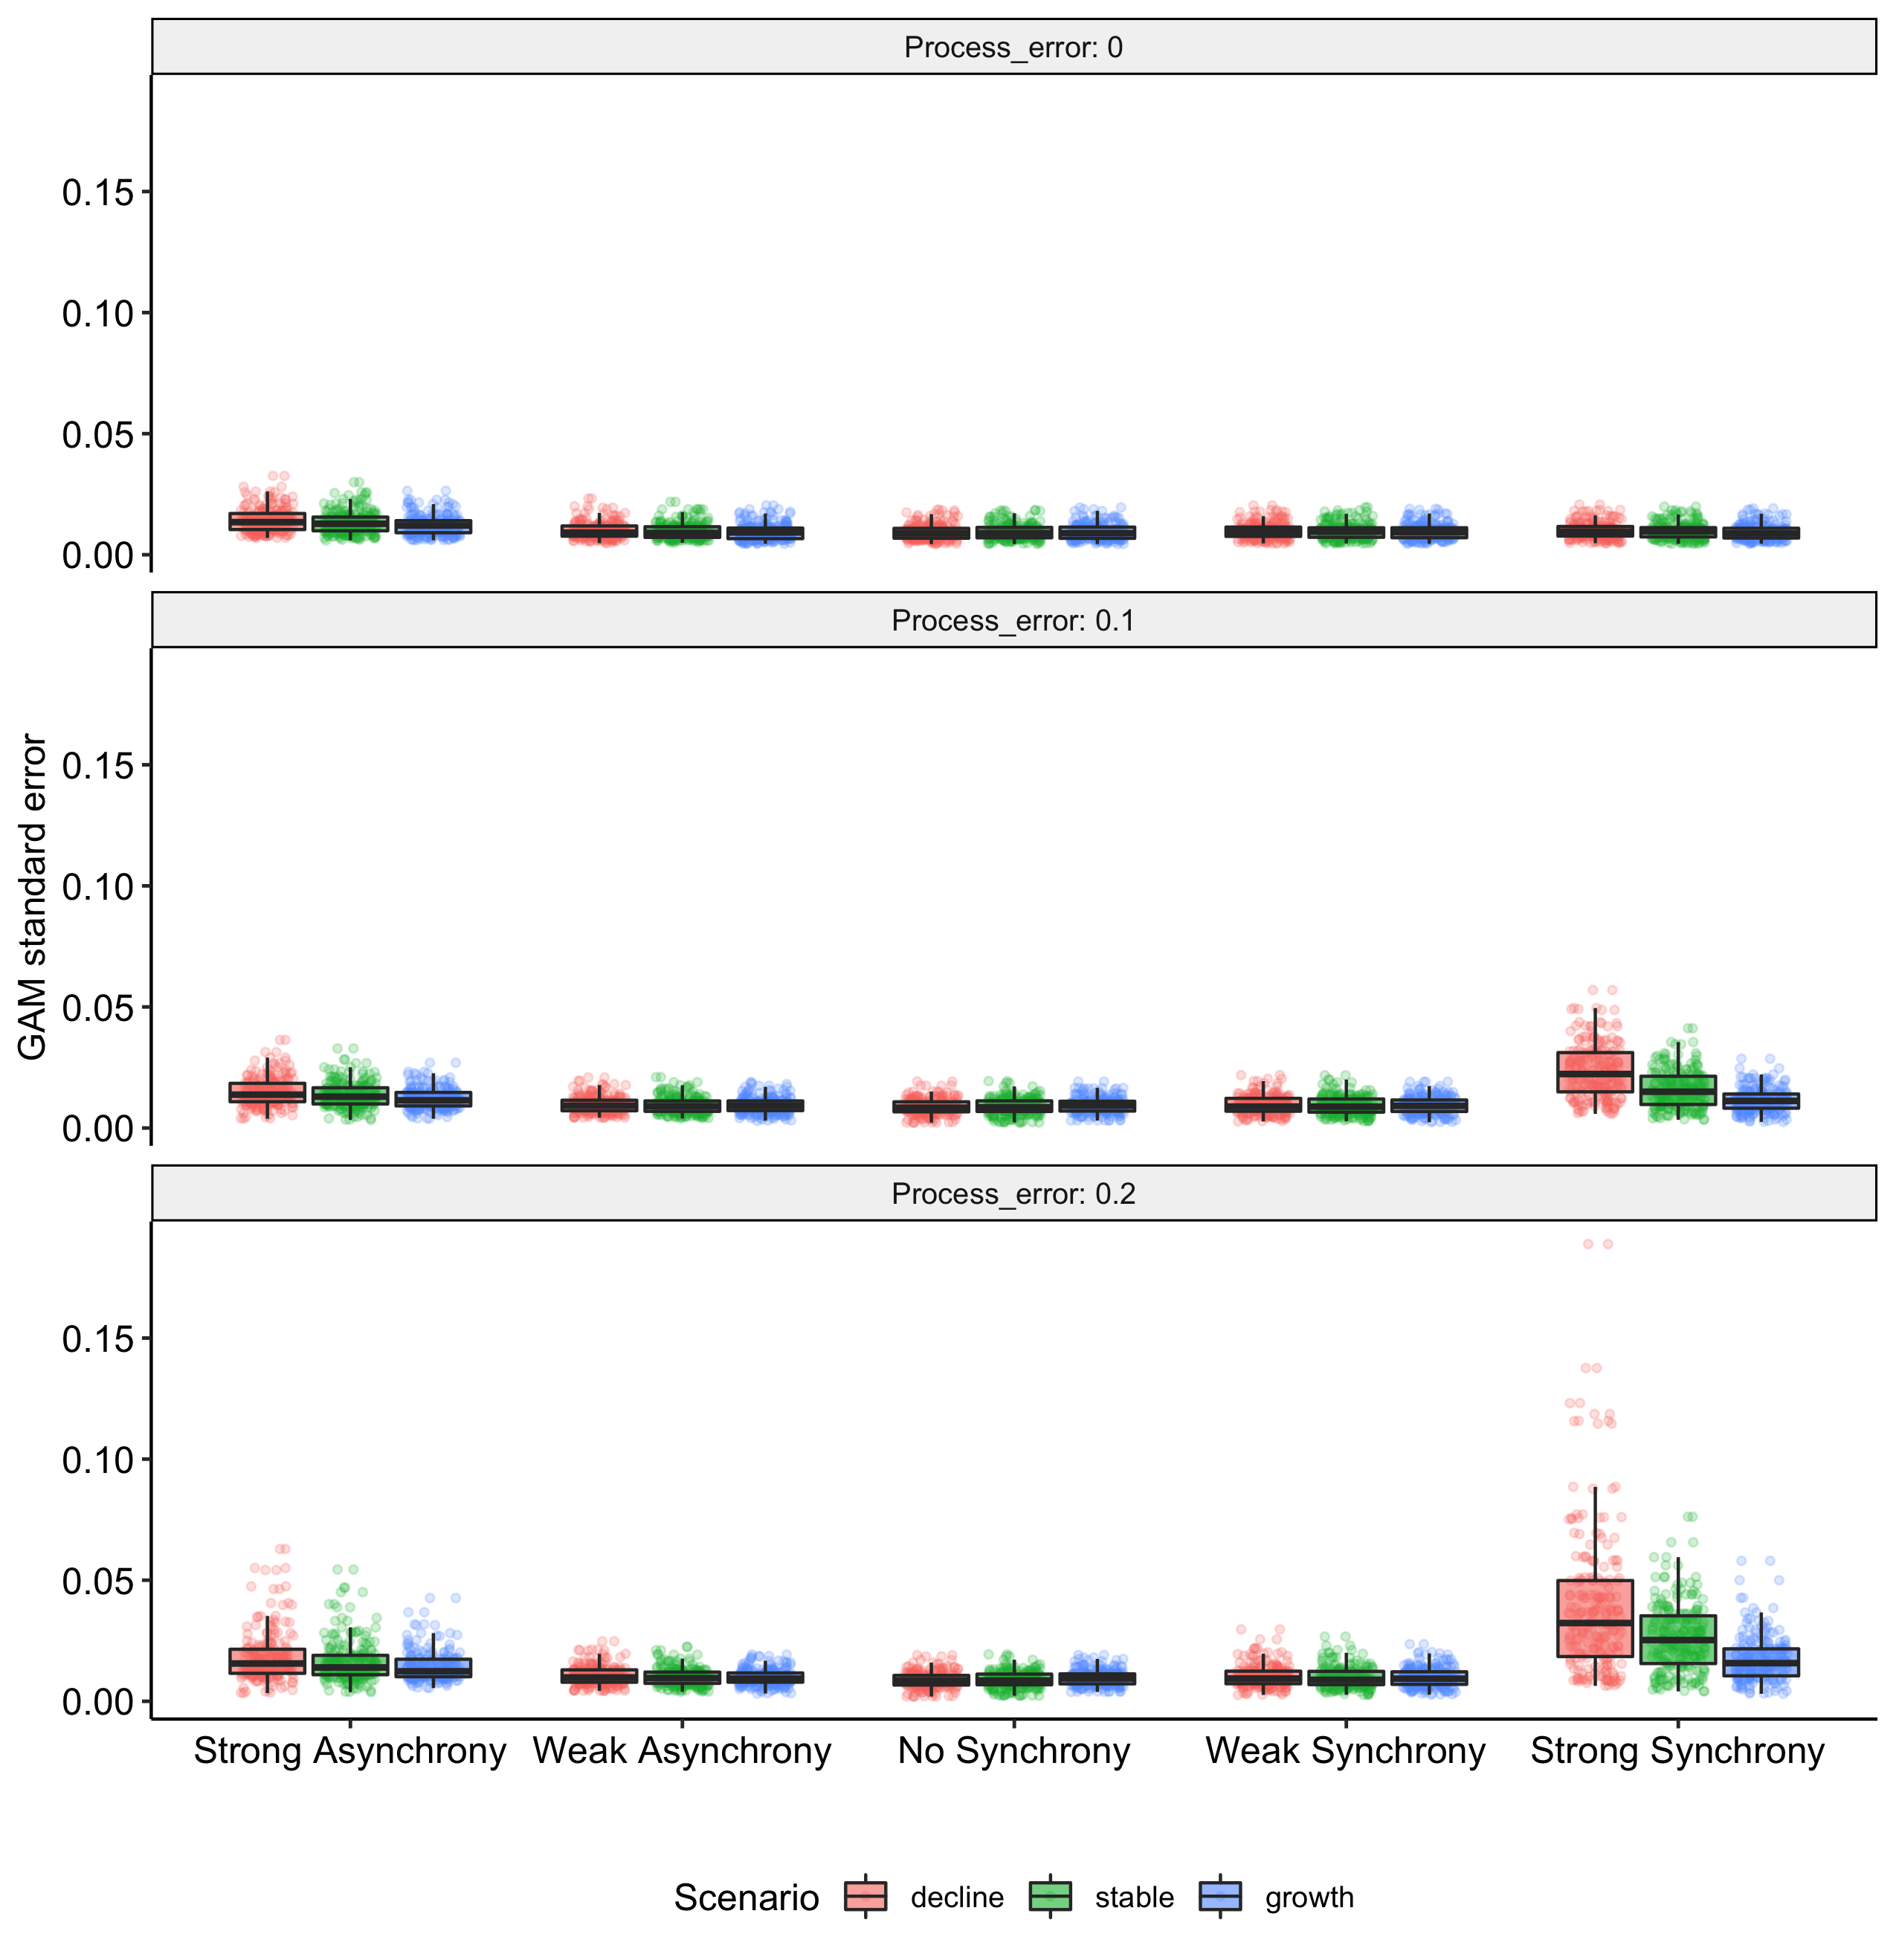 Process_error: 0
0.15
0.10
0.05
0.00
Process_error: 0.1
GAM standard error
0.15
0.10
0.05
0.00
Process_error: 0.2
0.15
0.10
0.05
0.00
Strong Asynchrony Weak Asynchrony No Synchrony Weak Synchrony Strong Synchrony
Scenario decline stable growth